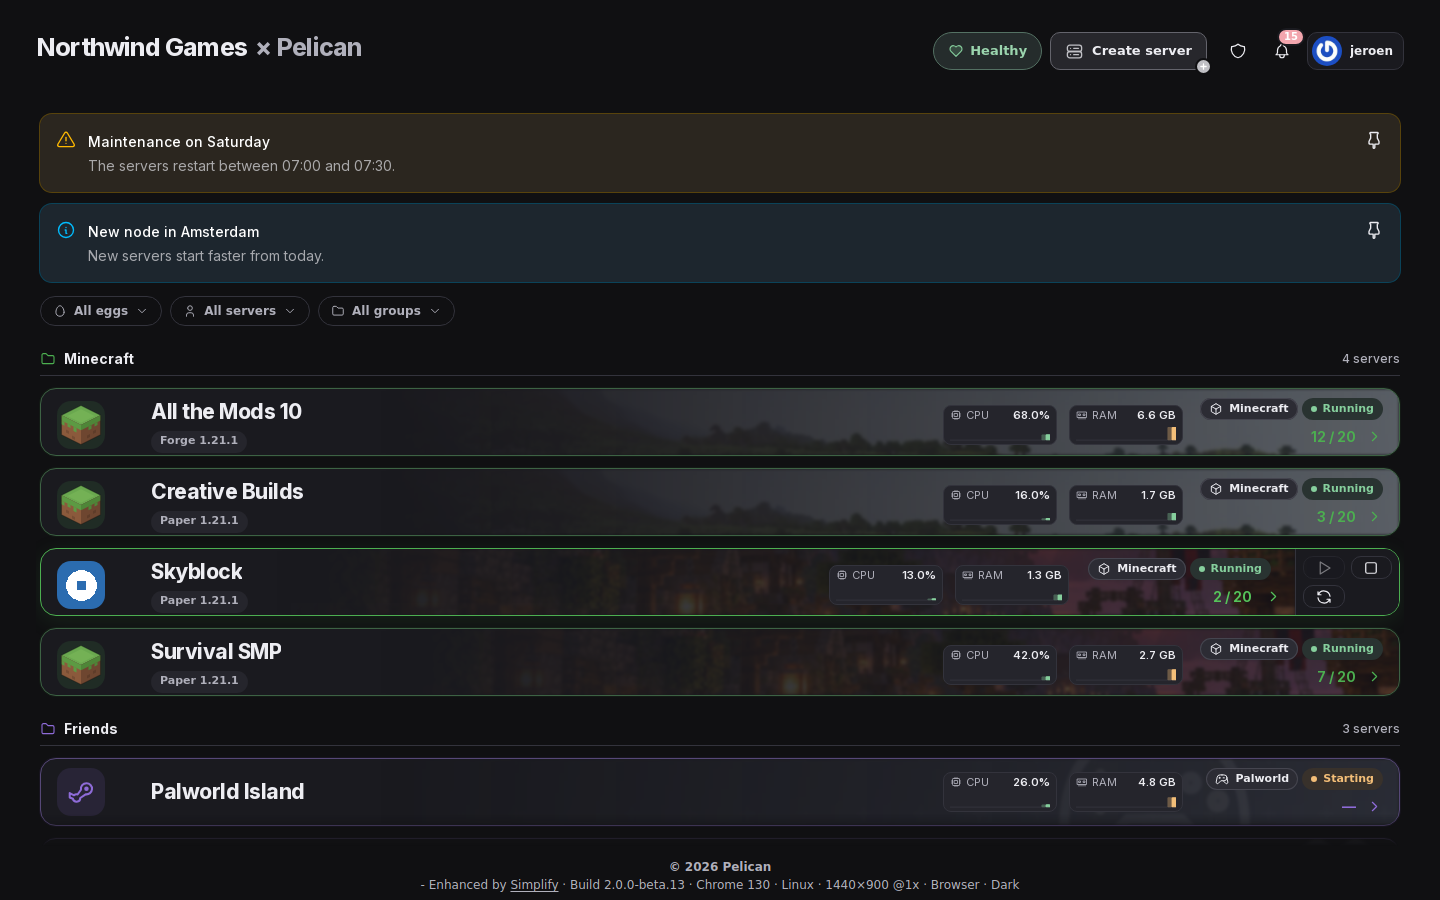 Northwind Games × Pelican
Healthy
Create server
15
jeroen
Maintenance on Saturday
The servers restart between 07:00 and 07:30.
New node in Amsterdam
New servers start faster from today.
All eggs
All servers
All groups
Minecraft
4 servers
All the Mods 10
Forge 1.21.1
CPU 68.0%
RAM 6.6 GB
Minecraft
Running
12 / 20
Creative Builds
Paper 1.21.1
CPU 16.0%
RAM 1.7 GB
Minecraft
Running
3 / 20
Skyblock
Paper 1.21.1
CPU 13.0%
RAM 1.3 GB
Minecraft
Running
2 / 20
Survival SMP
Paper 1.21.1
CPU 42.0%
RAM 2.7 GB
Minecraft
Running
7 / 20
Friends
3 servers
Palworld Island
CPU 26.0%
RAM 4.8 GB
Palworld
Starting
—
© 2026 Pelican
- Enhanced by Simplify · Build 2.0.0-beta.13 · Chrome 130 · Linux · 1440×900 @1x · Browser · Dark